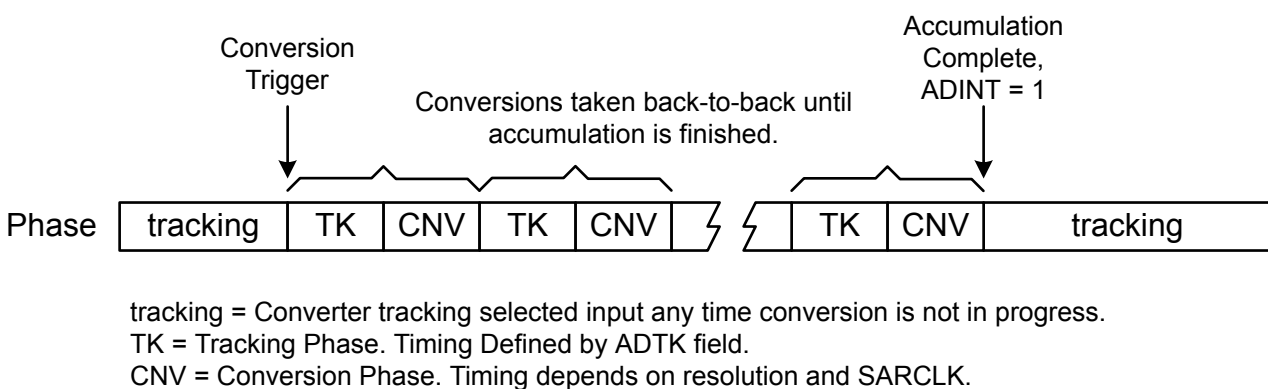 Conversion
Trigger
Conversions taken back-to-back until
accumulation is finished.
Accumulation
Complete,
ADINT = 1
Phase tracking TK CNV TK CNV TK CNV tracking
tracking = Converter tracking selected input any time conversion is not in progress.
TK = Tracking Phase. Timing Defined by ADTK field.
CNV = Conversion Phase. Timing depends on resolution and SARCLK.